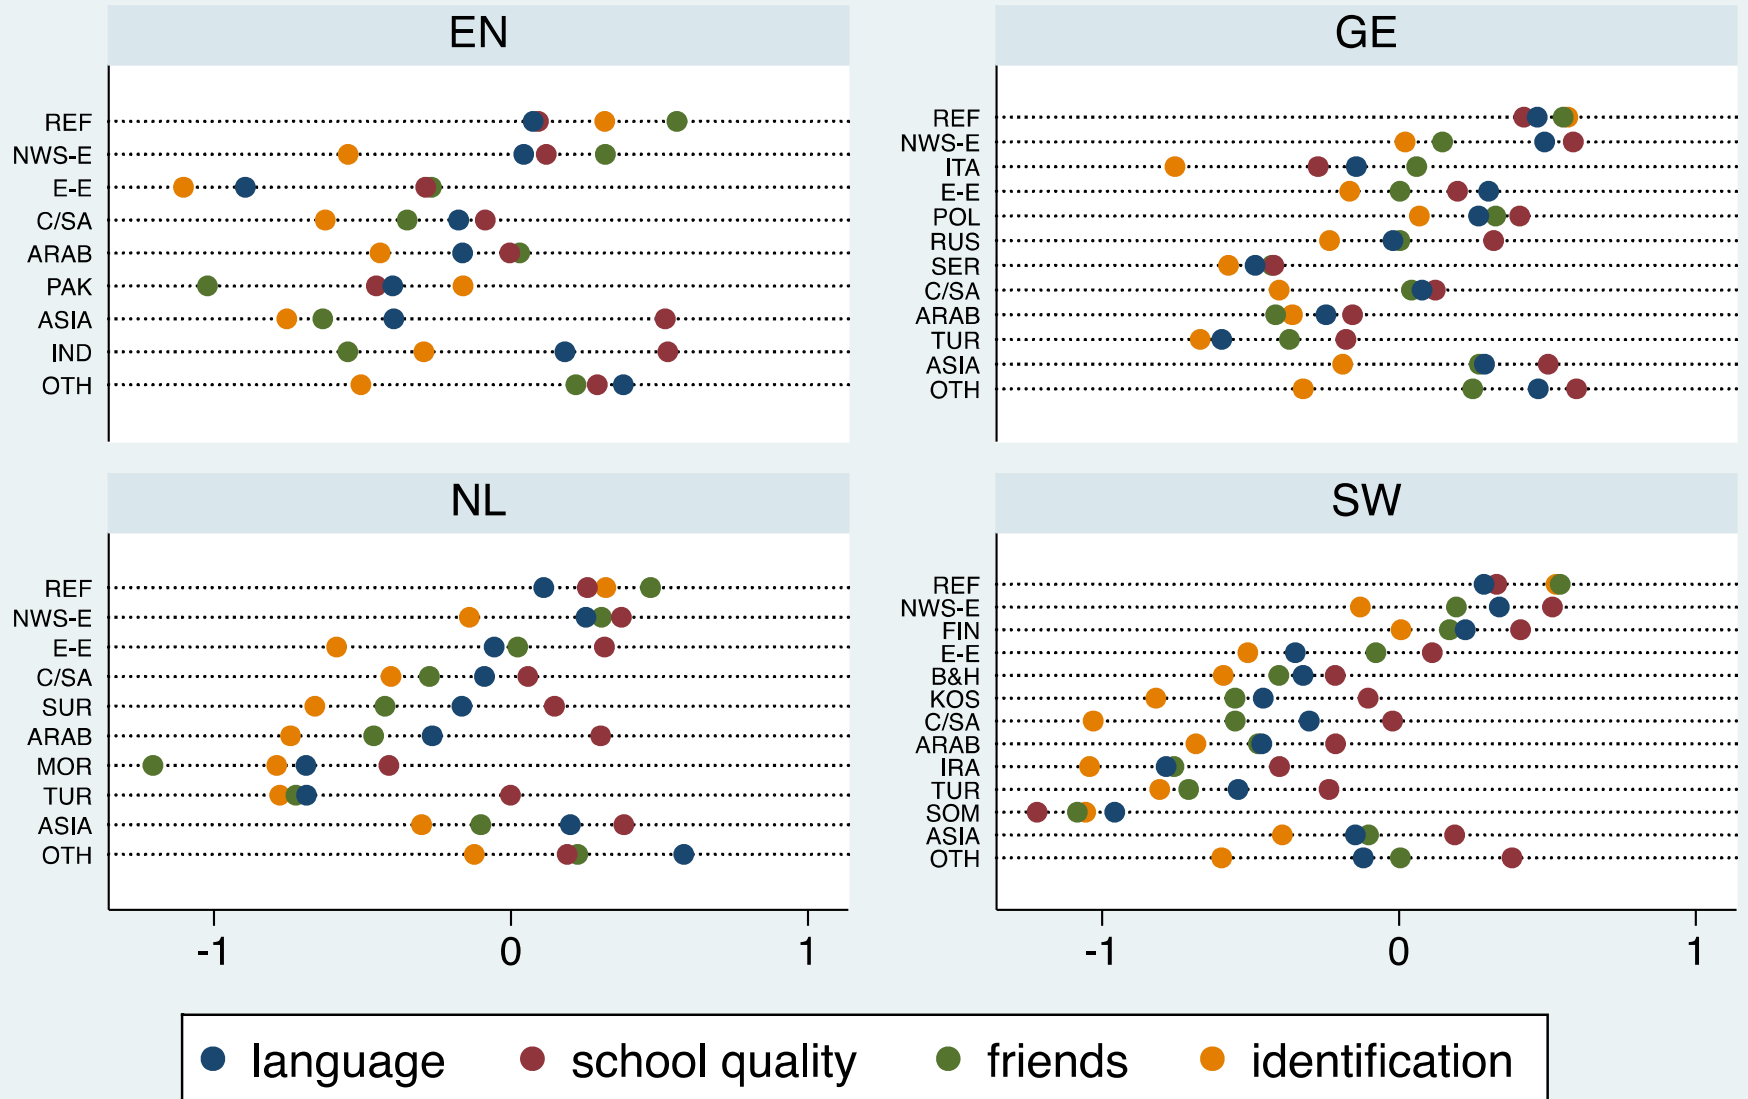 EN
REF
NWS-E
E-E
C/SA
ARAB
PAK
ASIA
IND
OTH
GE
REF
NWS-E
ITA
E-E
POL
RUS
SER
C/SA
ARAB
TUR
ASIA
OTH
NL
REF
NWS-E
E-E
C/SA
SUR
ARAB
MOR
TUR
ASIA
OTH
-1 0 1
SW
REF
NWS-E
FIN
E-E
B&H
KOS
C/SA
ARAB
IRA
TUR
SOM
ASIA
OTH
-1 0 1
language school quality friends identification